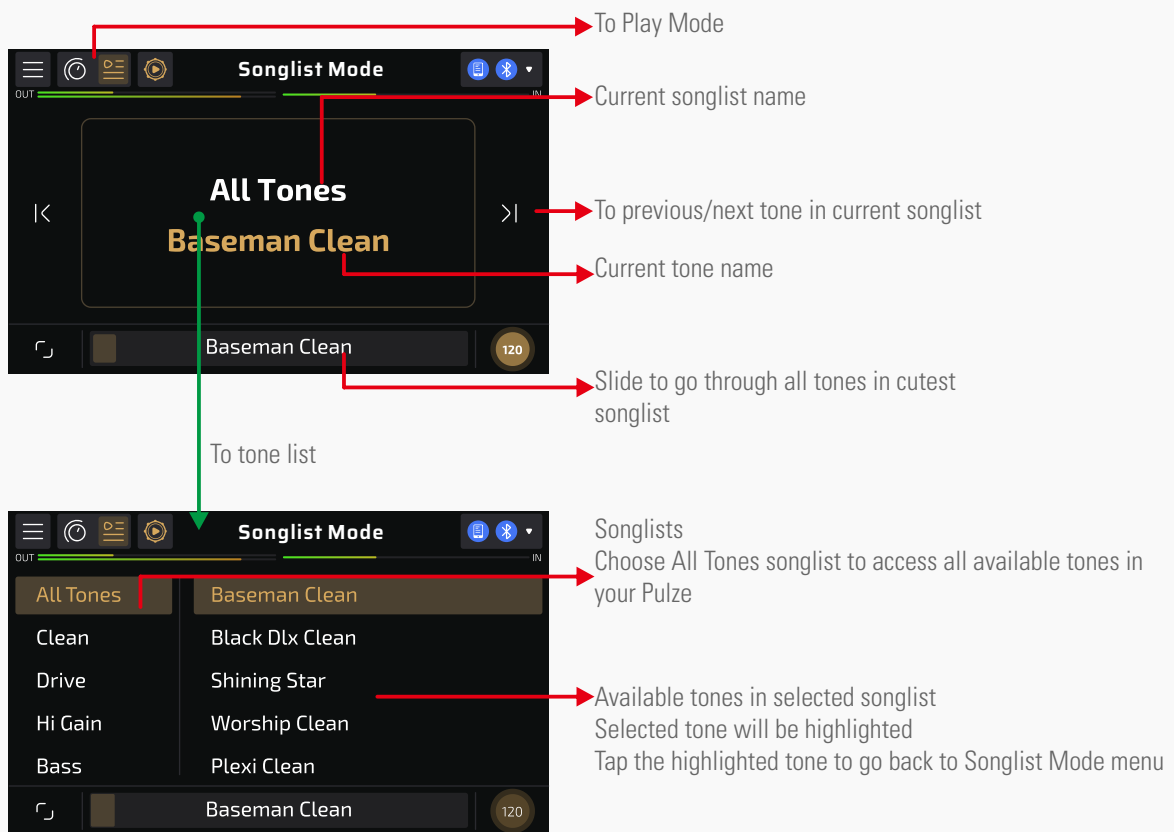 To Play Mode
Songlist Mode
OUT
IN
Current songlist name
All Tones
To previous/next tone in current songlist
Baseman Clean
Current tone name
Baseman Clean
120
Slide to go through all tones in cutest
songlist
To tone list
Songlist Mode
OUT
IN
Songlists
Choose All Tones songlist to access all available tones in
your Pulze
All Tones
Baseman Clean
Clean
Black Dlx Clean
Drive
Shining Star
Available tones in selected songlist
Selected tone will be highlighted
Tap the highlighted tone to go back to Songlist Mode menu
Hi Gain
Worship Clean
Bass
Plexi Clean
Baseman Clean
120